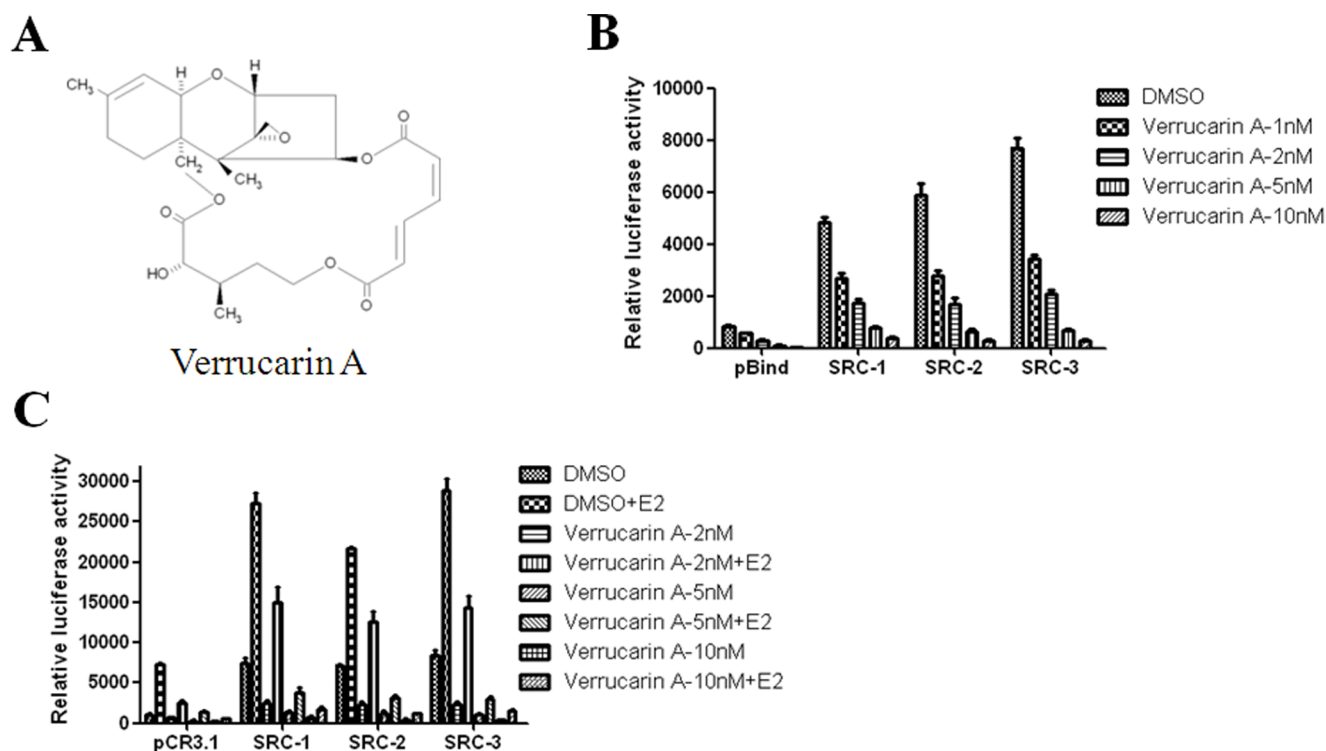 A
CH₃
H
O
H
O
CH₂
CH₃
O
O
O
O
HO
CH₃
O
O
Verrucarin A
B
Relative luciferase activity
10000
8000
6000
4000
2000
0
pBind SRC-1 SRC-2 SRC-3
DMSO
Verrucarin A-1nM
Verrucarin A-2nM
Verrucarin A-5nM
Verrucarin A-10nM
C
Relative luciferase activity
30000
25000
20000
15000
10000
5000
0
pCR3.1 SRC-1 SRC-2 SRC-3
DMSO
DMSO+E2
Verrucarin A-2nM
Verrucarin A-2nM+E2
Verrucarin A-5nM
Verrucarin A-5nM+E2
Verrucarin A-10nM
Verrucarin A-10nM+E2